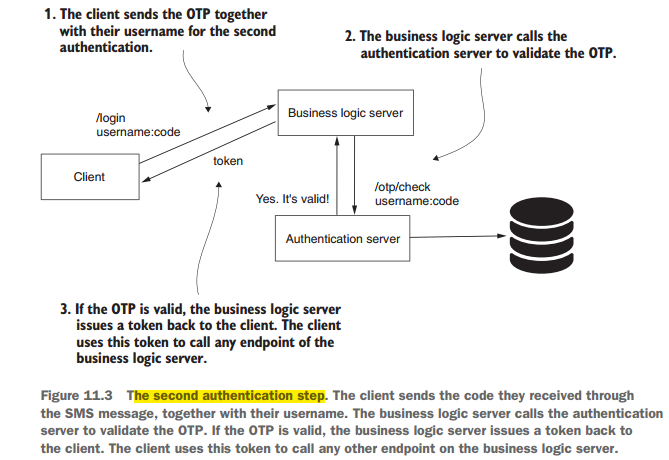 1. The client sends the OTP together
with their username for the second
authentication.
2. The business logic server calls the
authentication server to validate the OTP.
/login
username:code
Business logic server
token
Client
Yes. It's valid!
/otp/check
username:code
Authentication server
3. If the OTP is valid, the business logic server
issues a token back to the client. The client
uses this token to call any endpoint of the
business logic server.
Figure 11.3 The second authentication step. The client sends the code they received through
the SMS message, together with their username. The business logic server calls the authentication
server to validate the OTP. If the OTP is valid, the business logic server issues a token back to
the client. The client uses this token to call any other endpoint on the business logic server.